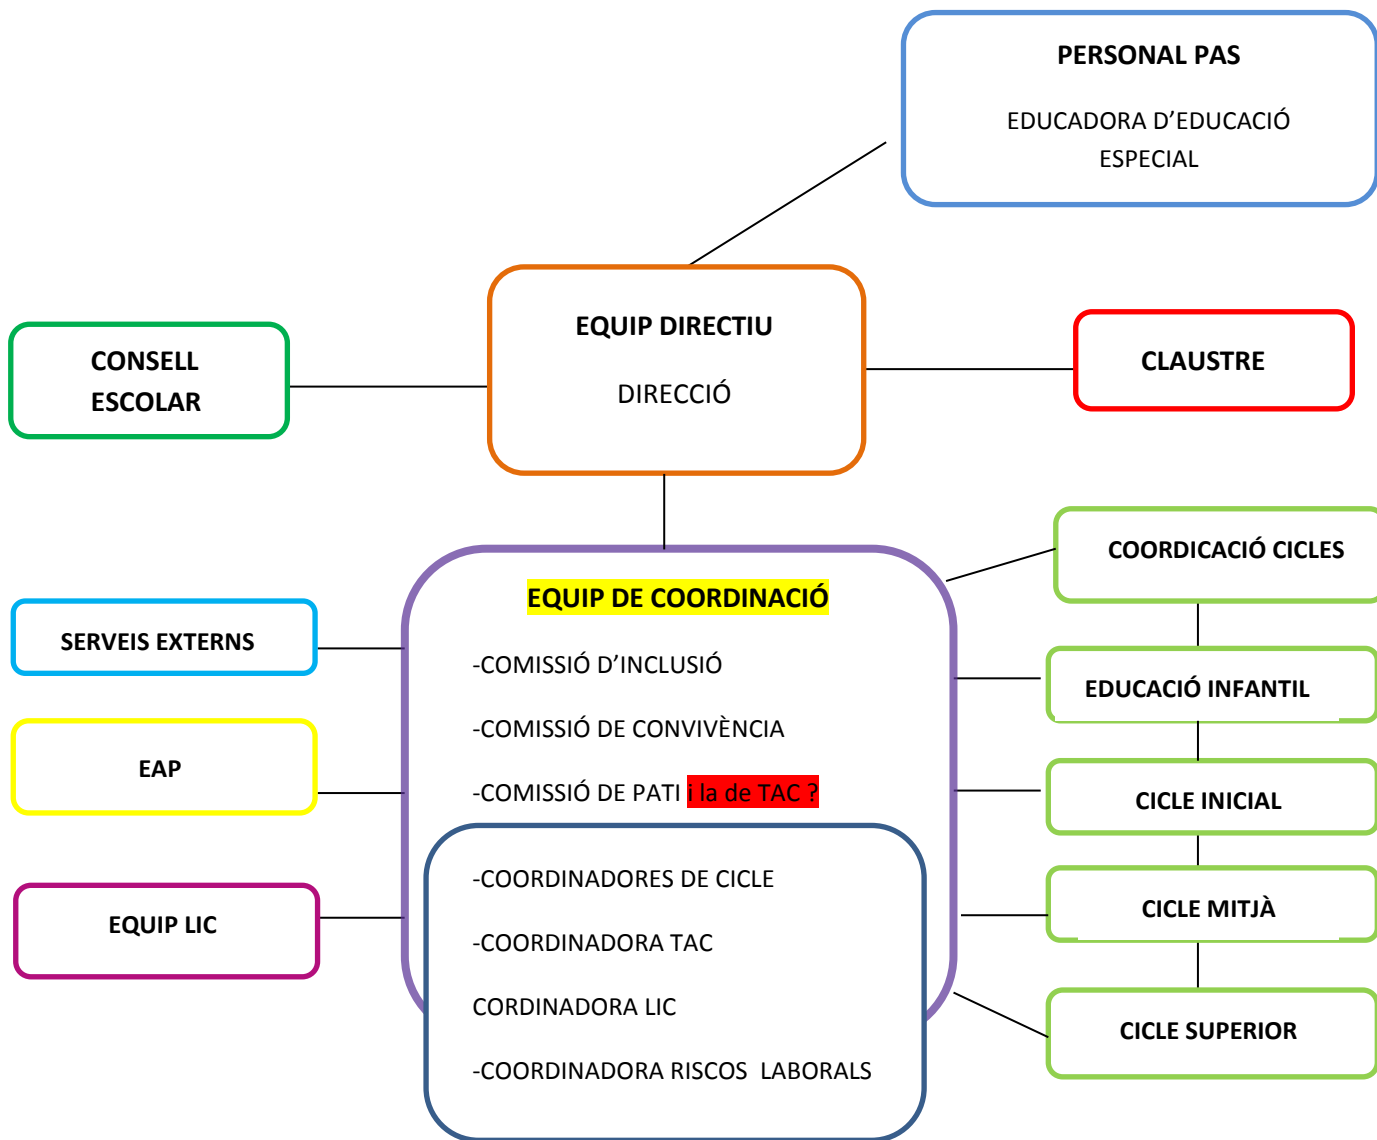 PERSONAL PAS
EDUCADORA D’EDUCACIÓ
ESPECIAL
EQUIP DIRECTIU
DIRECCIÓ
CONSELL
ESCOLAR
CLAUSTRE
EQUIP DE COORDINACIÓ
-COMISSIÓ D’INCLUSIÓ
-COMISSIÓ DE CONVIVÈNCIA
-COMISSIÓ DE PATI i la de TAC ?
-COORDINADORES DE CICLE
-COORDINADORA TAC
CORDINADORA LIC
-COORDINADORA RISCOS LABORALS
SERVEIS EXTERNS
EAP
EQUIP LIC
COORDICACIÓ CICLES
EDUCACIÓ INFANTIL
CICLE INICIAL
CICLE MITJÀ
CICLE SUPERIOR